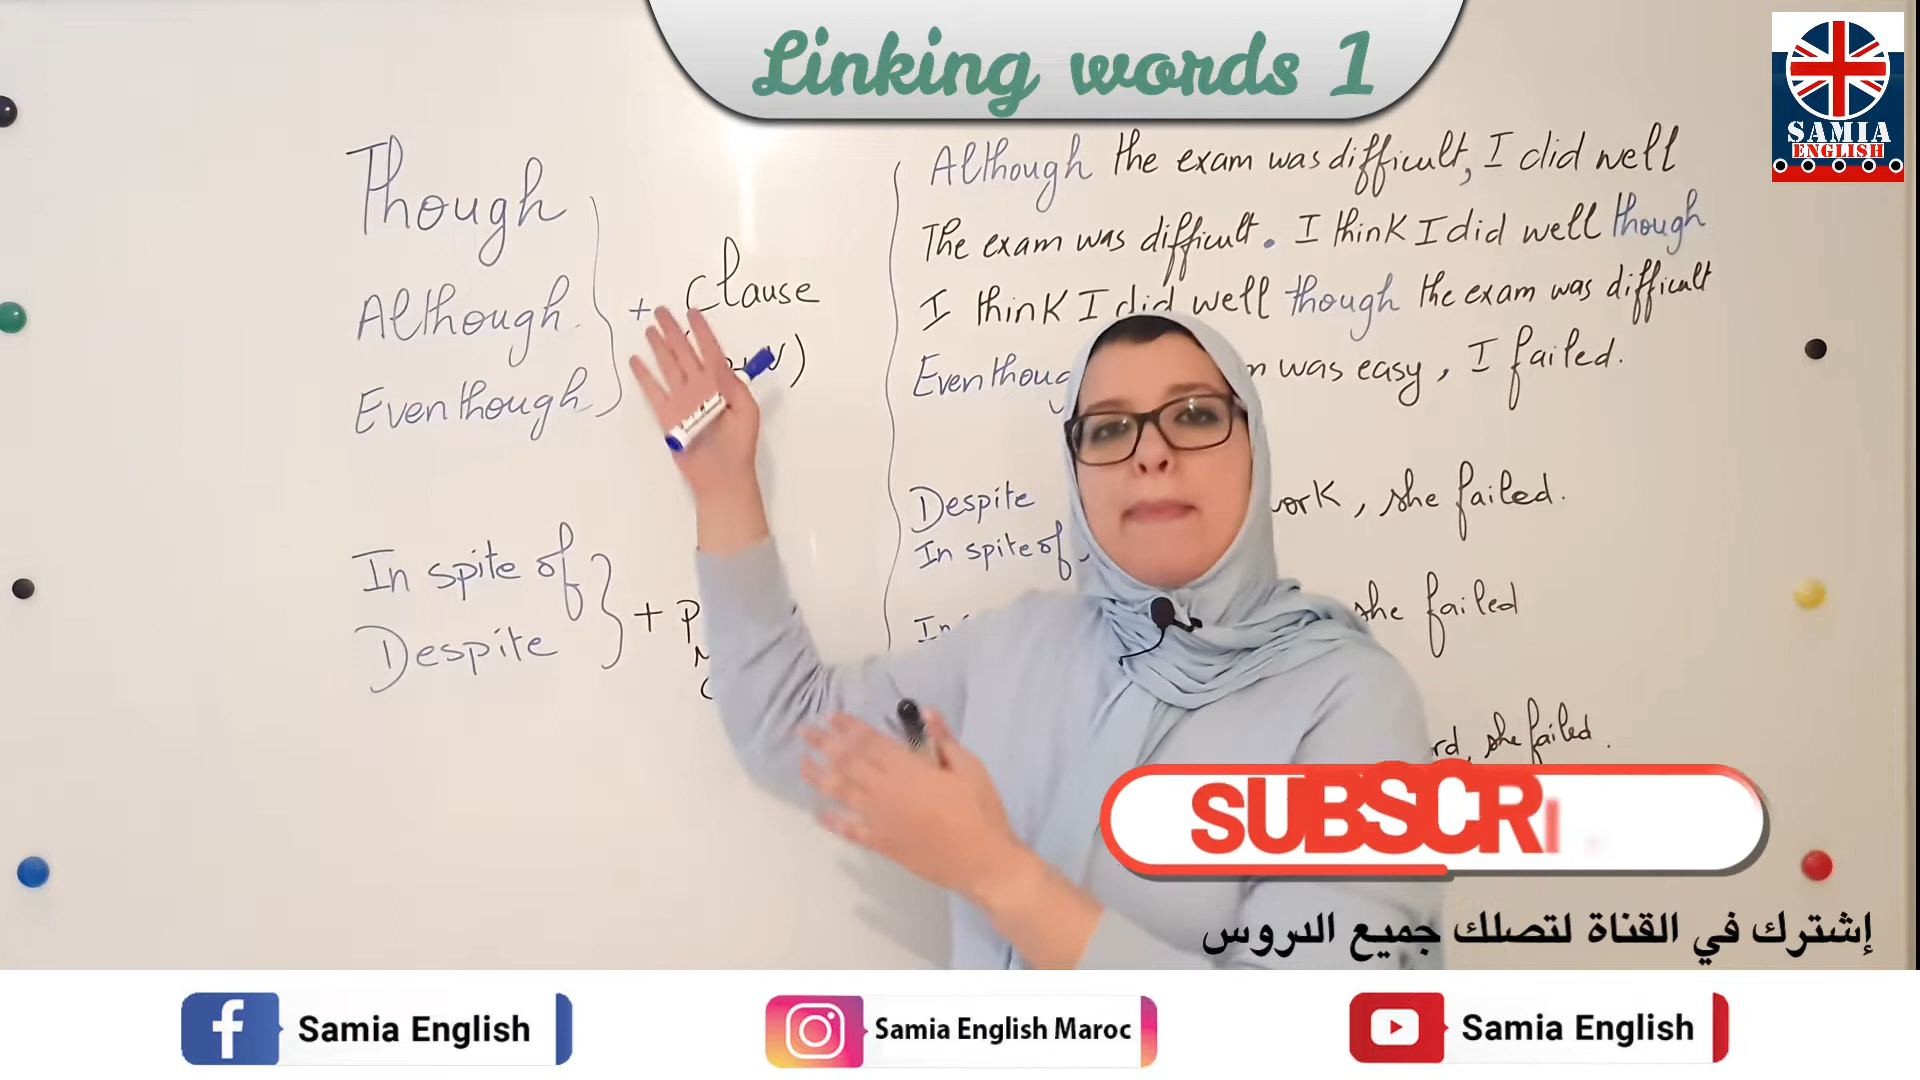 Linking words 1
SAMIA
ENGLISH
Though
Although
Even though
+ Clause
In spite of
Despite
+
Although the exam was difficult, I did well
The exam was difficult. I think I did well though
I think I did well though the exam was difficult
Even though was easy, I failed.
Despite work, she failed.
In spite of
she failed
she failed.
SUBSCRI
إشترك في القناة لتصلك جميع الدروس
Samia English
Samia English Maroc
Samia English